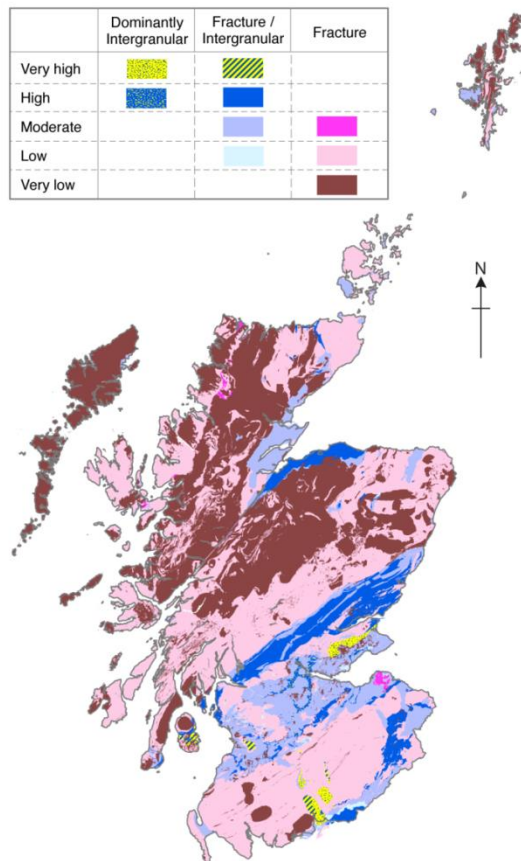 Dominantly Intergranular
Fracture / Intergranular
Fracture
Very high
High
Moderate
Low
Very low
N